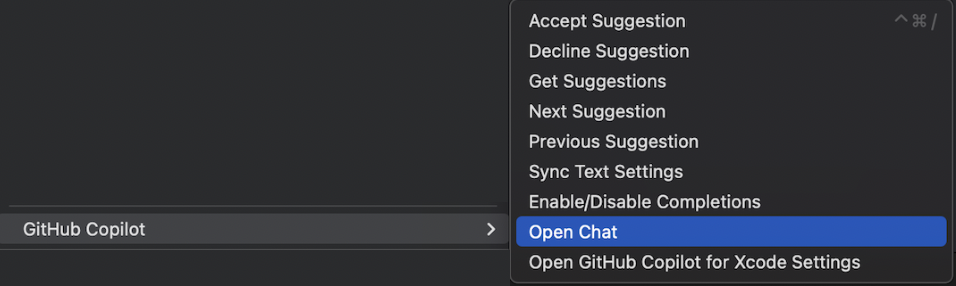 Accept Suggestion ^⌘/
Decline Suggestion
Get Suggestions
Next Suggestion
Previous Suggestion
Sync Text Settings
Enable/Disable Completions
GitHub Copilot >
Open Chat
Open GitHub Copilot for Xcode Settings